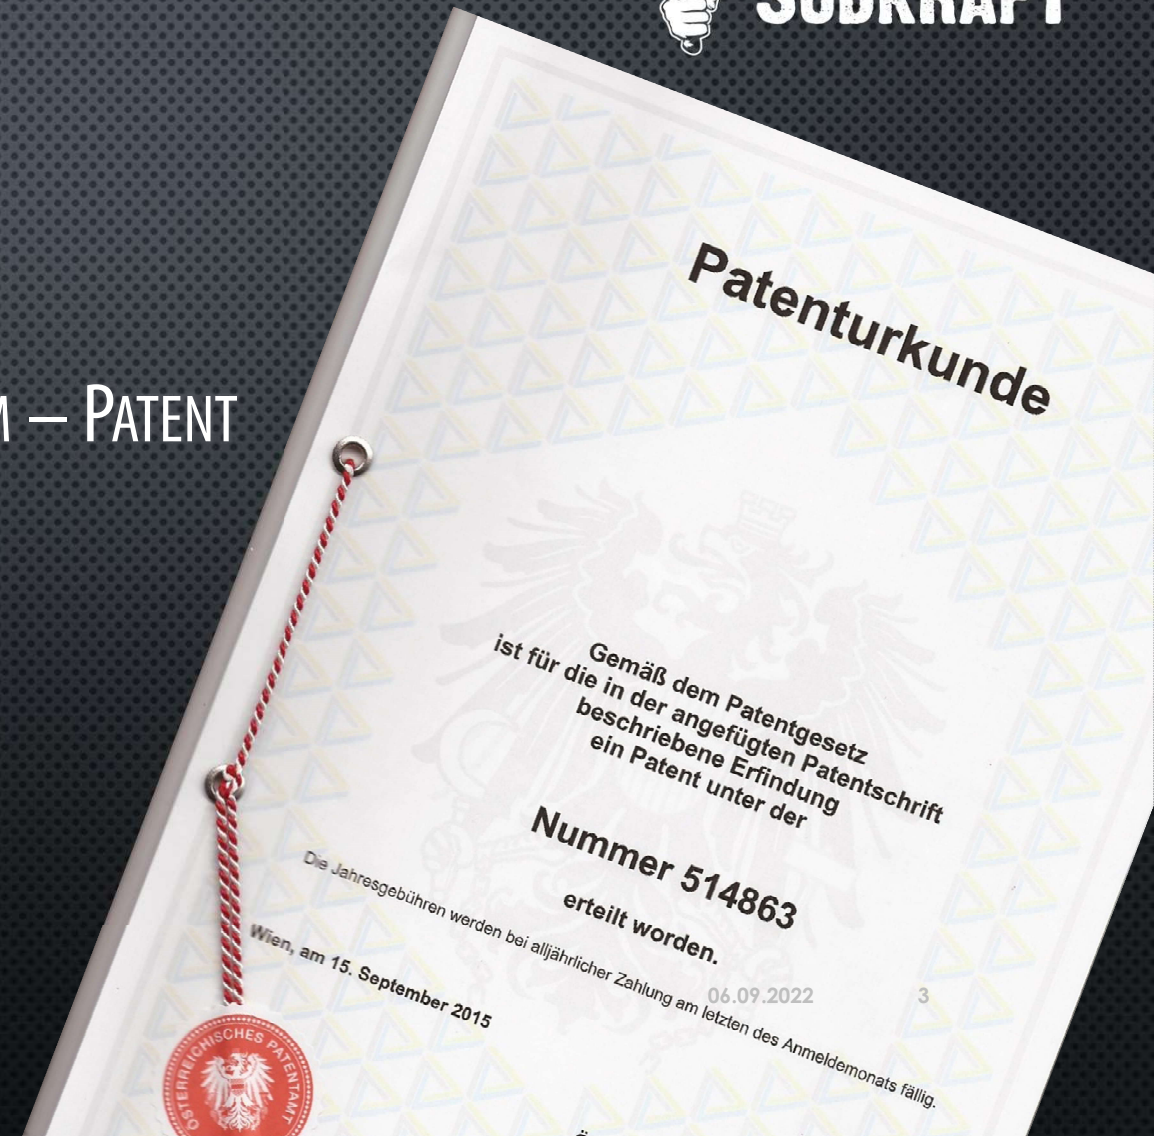 SUDKRAFT
M – PATENT
Patenturkunde
Gemäß dem Patentgesetz
ist für die in der angefügten Patentschrift
beschriebene Erfindung
ein Patent unter der
Nummer 514863
erteilt worden.
Die Jahresgebühren werden bei alljährlicher Zahlung am letzten des Anmeldemonats fällig.
Wien, am 15. September 2015
06.09.2022
3
ÖSTERREICHISCHES PATENTAMT